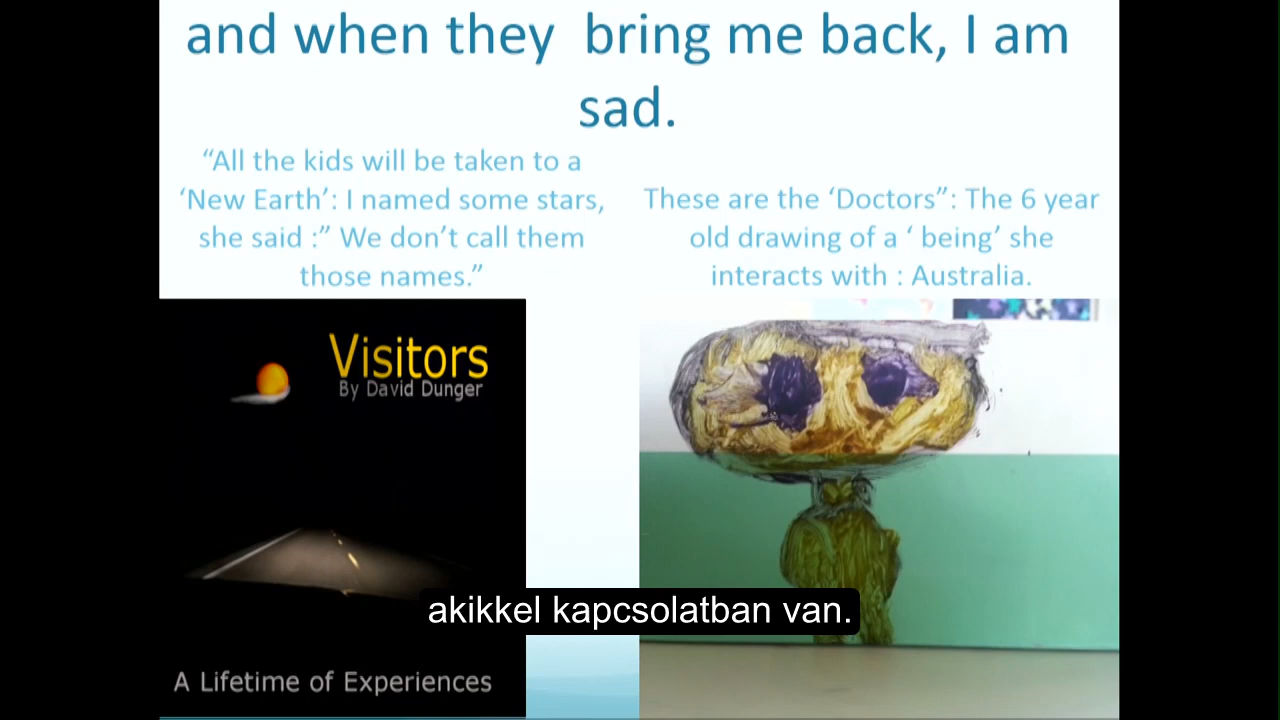 and when they bring me back, I am
sad.
“All the kids will be taken to a
‘New Earth’: I named some stars,
she said :” We don’t call them
those names.”
These are the ‘Doctors”: The 6 year
old drawing of a ‘ being’ she
interacts with : Australia.
Visitors
By David Dunger
A Lifetime of Experiences
akikkel kapcsolatban van.